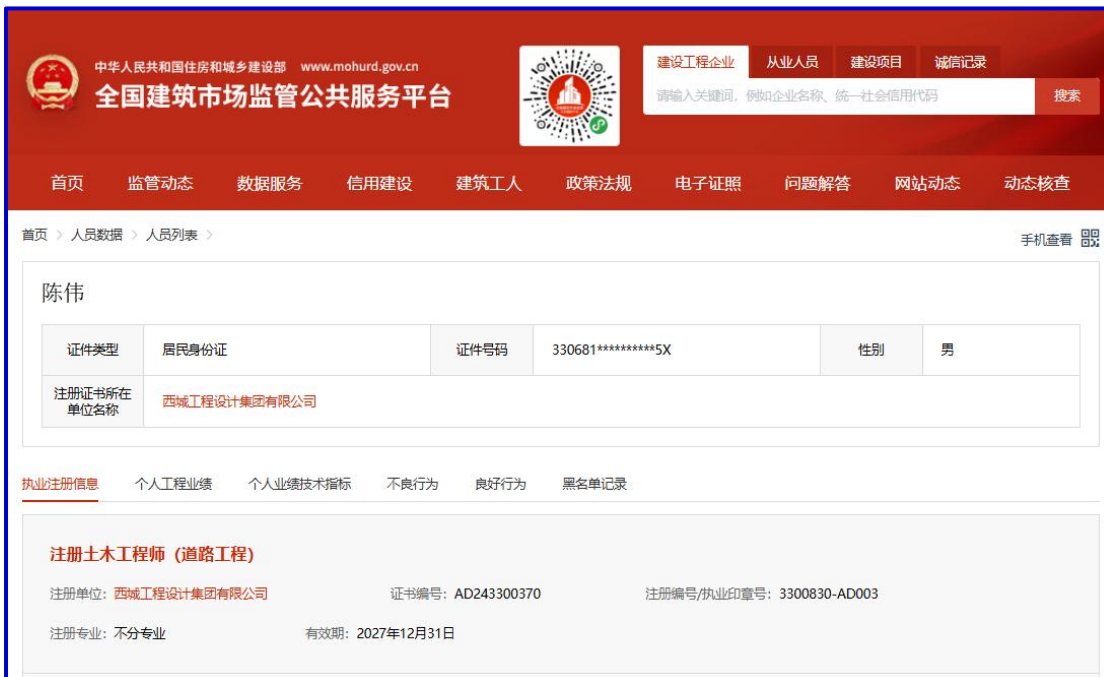 中华人民共和国住房和城乡建设部 www.mohurd.gov.cn
全国建筑市场监管公共服务平台
建设工程企业 从业人员 建设项目 诚信记录
请输入关键词，例如企业名称、统一社会信用代码 搜索
首页 监管动态 数据服务 信用建设 建筑工人 政策法规 电子证照 问题解答 网站动态 动态核查
首页 > 人员数据 > 人员列表 >
手机查看
陈伟
证件类型 居民身份证 证件号码 330681**********5X 性别 男
注册证书所在
单位名称 西城工程设计集团有限公司
执业注册信息 个人工程业绩 个人业绩技术指标 不良行为 良好行为 黑名单记录
注册土木工程师（道路工程）
注册单位：西城工程设计集团有限公司 证书编号：AD243300370 注册编号/执业印章号：3300830-AD003
注册专业：不分专业 有效期：2027年12月31日